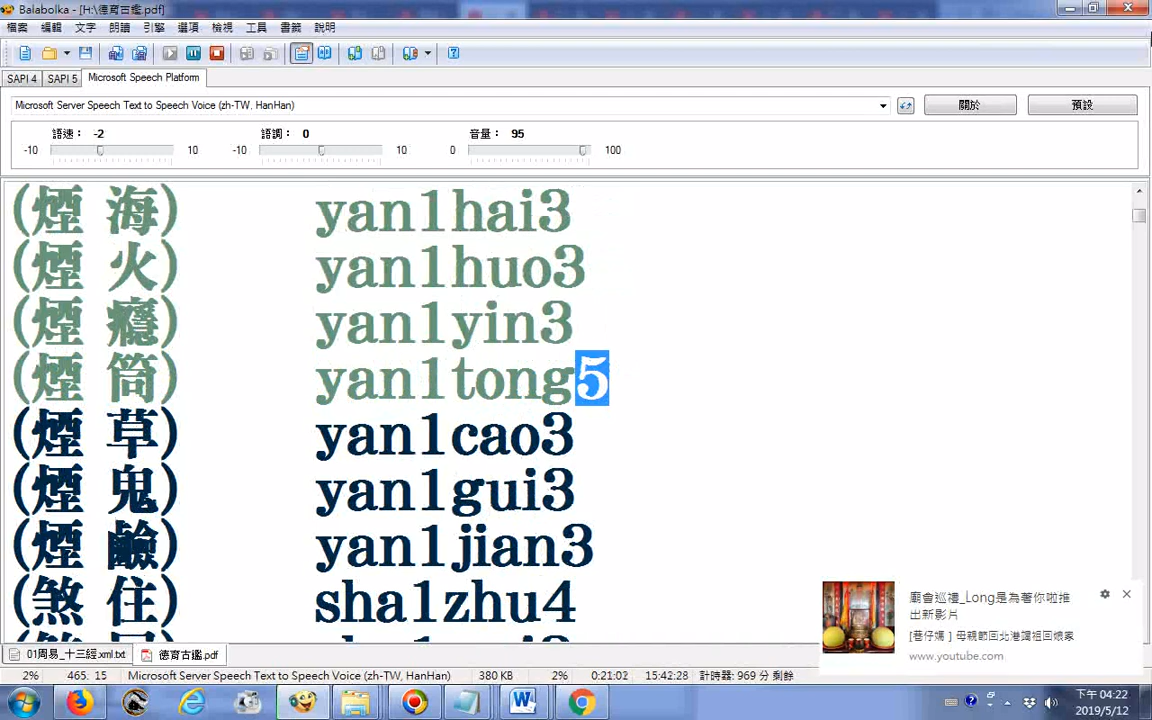 Balabolka - [H:\德育古鑑.pdf]
檔案 編輯 文字 朗讀 引擎 選項 檢視 工具 書籤 說明
SAPI 4 SAPI 5 Microsoft Speech Platform
Microsoft Server Speech Text to Speech Voice (zh-TW, HanHan) 關於 預設
語速： -2 語調： 0 音量： 95
-10 10 -10 10 0 100
(煙 海) yan1hai3
(煙 火) yan1huo3
(煙 癮) yan1yin3
(煙 筒) yan1tong5
(煙 草) yan1cao3
(煙 鬼) yan1gui3
(煙 鹼) yan1jian3
(煞 住) sha1zhu4
廟會巡禮_Long是為著你啦推
出新影片
[巷仔媽] 母親節回北港謁祖回娘家
www.youtube.com
01周易_十三經.xml.txt 德育古鑑.pdf
2% 465. 15 Microsoft Server Speech Text to Speech Voice (zh-TW, HanHan) 380 KB 2% 0:21:02 15:42:28 計時器: 969 分 剩餘
下午 04:22
2019/5/12